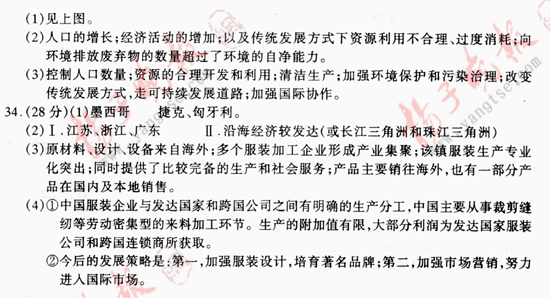 (1)见上图。
(2)人口的增长;经济活动的增加;以及传统发展方式下资源利用不合理、过度消耗;向
环境排放废弃物的数量超过了环境的自净能力。
(3)控制人口数量;资源的合理开发和利用;清洁生产;加强环境保护和污染治理;改变
传统发展方式,走可持续发展道路;加强国际协作。
34.(28分)(1)墨西哥 捷克、匈牙利。
(2)Ⅰ.江苏、浙江、广东 Ⅱ.沿海经济较发达(或长江三角洲和珠江三角洲)
(3)原材料、设计、设备来自海外;多个服装加工企业形成产业集聚;该镇服装生产专业
化突出;同时提供了比较完备的生产和社会服务;产品主要销往海外,也有一部分产
品在国内及本地销售。
(4)①中国服装企业与发达国家和跨国公司之间有明确的生产分工,中国主要从事裁剪缝
纫等劳动密集型的来料加工环节。生产的附加值有限,大部分利润为发达国家服装
公司和跨国连锁商所获取。
②今后的发展策略是:第一,加强服装设计,培育著名品牌;第二,加强市场营销,努力
进入国际市场。
扬子晚报
www.yangtse.com